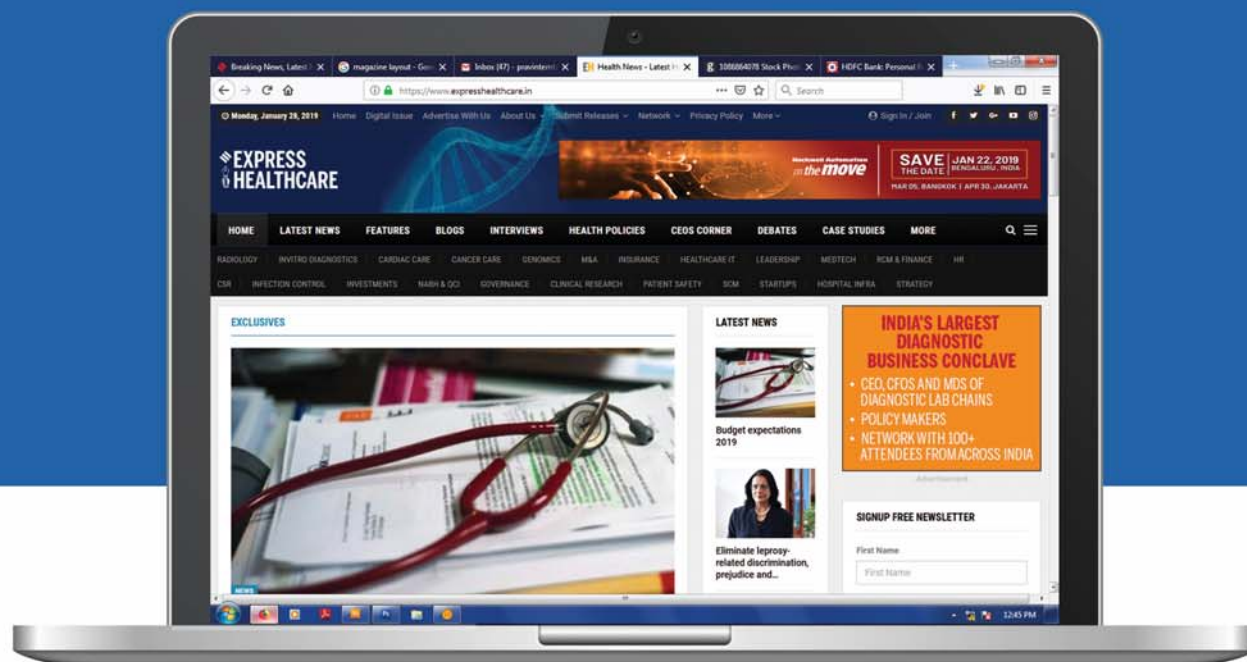 Breaking News, Latest
magazine layout - Goo
Inbox (47) - pravintemt
Health News - Latest H
1086864078 Stock Phot
HDFC Bank: Personal
https://www.expresshealthcare.in
Search
Monday, January 28, 2019 Home Digital Issue Advertise With Us About Us Submit Releases Network Privacy Policy More Sign in / Join
EXPRESS
HEALTHCARE
Rockwell Automation
on the move
SAVE
THE DATE
JAN 22, 2019
BENGALURU, INDIA
MAR 05, BANGKOK | APR 30, JAKARTA
HOME LATEST NEWS FEATURES BLOGS INTERVIEWS HEALTH POLICIES CEOS CORNER DEBATES CASE STUDIES MORE
RADIOLOGY INVITRO DIAGNOSTICS CARDIAC CARE CANCER CARE GENOMICS M&A INSURANCE HEALTHCARE IT LEADERSHIP MEDTECH RCM & FINANCE HR
CSR INFECTION CONTROL INVESTMENTS NABH & QCI GOVERNANCE CLINICAL RESEARCH PATIENT SAFETY SCM STARTUPS HOSPITAL INFRA STRATEGY
EXCLUSIVES
NEWS
LATEST NEWS
Budget expectations
2019
Eliminate leprosy-
related discrimination,
prejudice and...
INDIA'S LARGEST
DIAGNOSTIC
BUSINESS CONCLAVE
• CEO, CFOS AND MDS OF
DIAGNOSTIC LAB CHAINS
• POLICY MAKERS
• NETWORK WITH 100+
ATTENDEES FROM ACROSS INDIA
Advertisement
SIGNUP FREE NEWSLETTER
First Name
First Name
12:45 PM